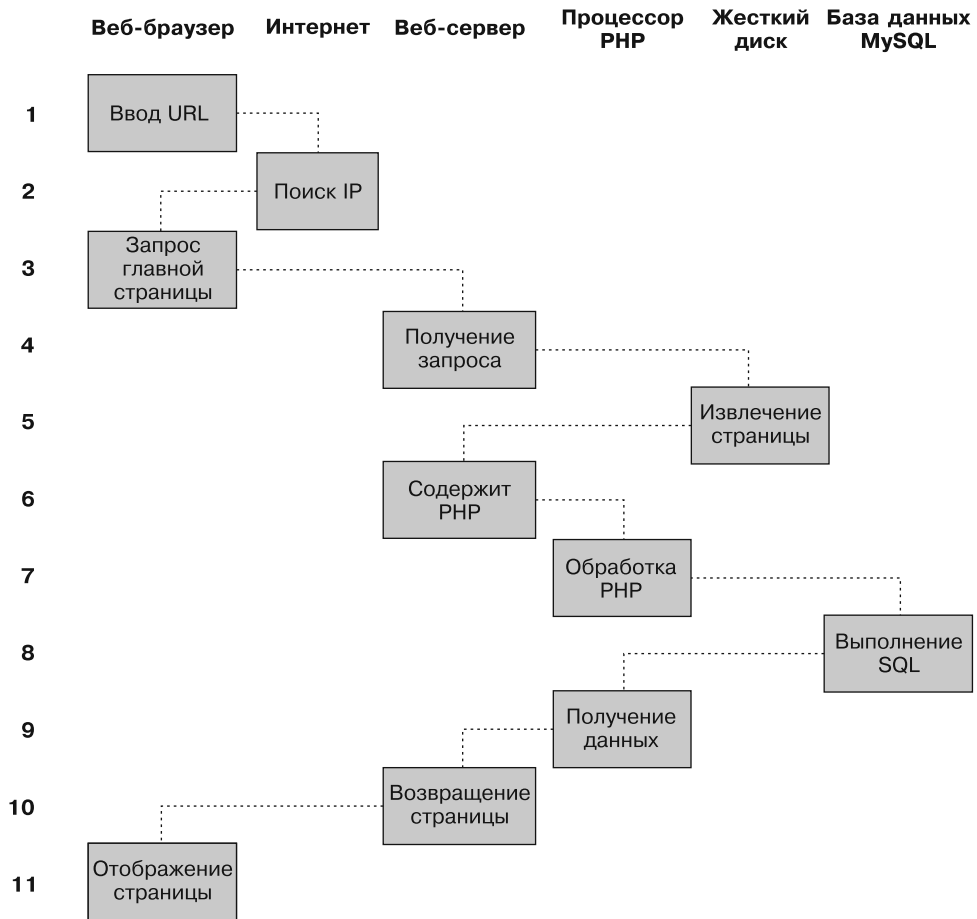 Веб-браузер Интернет Веб-сервер Процессор PHP Жесткий диск База данных MySQL
1
Ввод URL
2
Поиск IP
3
Запрос
главной
страницы
4
Получение
запроса
5
Извлечение
страницы
6
Содержит
PHP
7
Обработка
PHP
8
Выполнение
SQL
9
Получение
данных
10
Возвращение
страницы
11
Отображение
страницы